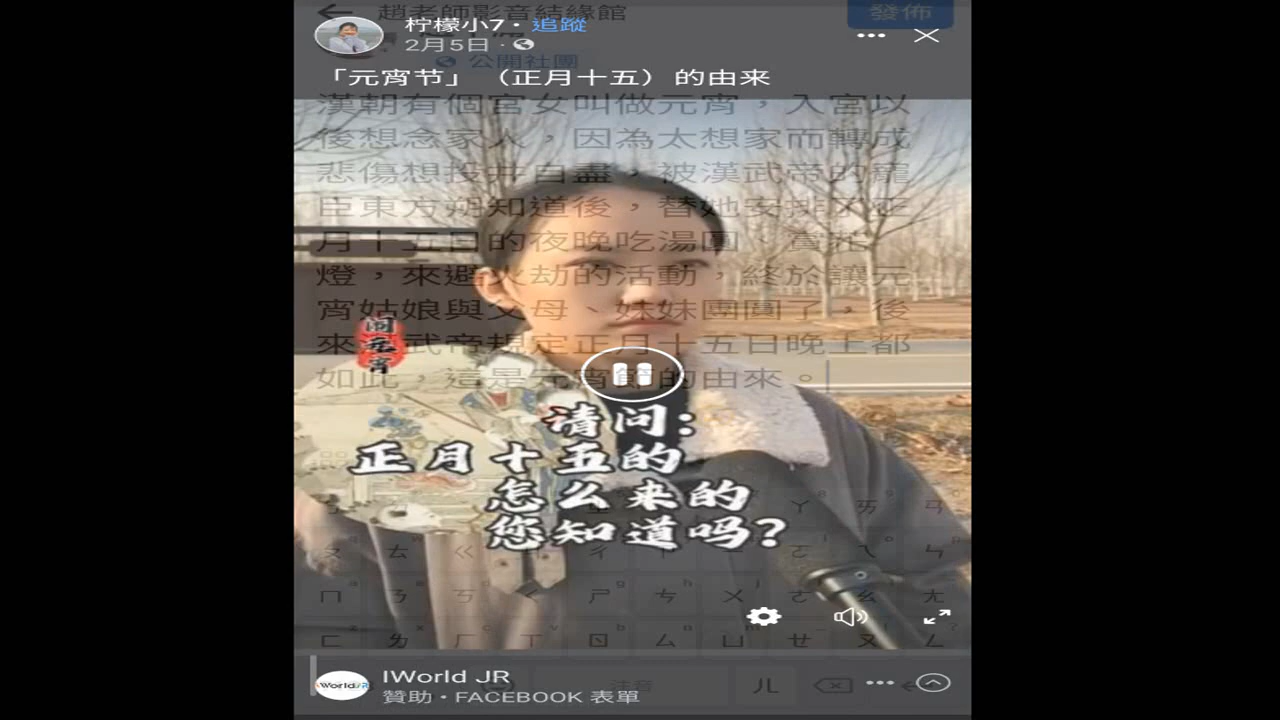 趙老師影音結緣館
發佈
柠檬小7 · 追蹤
2月5日 ·
公開社團
「元宵节」（正月十五）的由来
漢朝有個宮女叫做元宵，入宮以
後想念家人，因為太想家而轉成
悲傷想投井自盡，被漢武帝的寵
臣東方朔知道後，替她安排了正
月十五日的夜晚吃湯圓、賞花
燈，來避火劫的活動，終於讓元
宵姑娘與父母、妹妹團圓了，後
來 武帝規定正月十五日晚上都
如此，這是元宵節的由來。
闹元宵
请问：
正月十五的
怎么来的
您知道吗？
IWorld JR
贊助 · FACEBOOK 表單